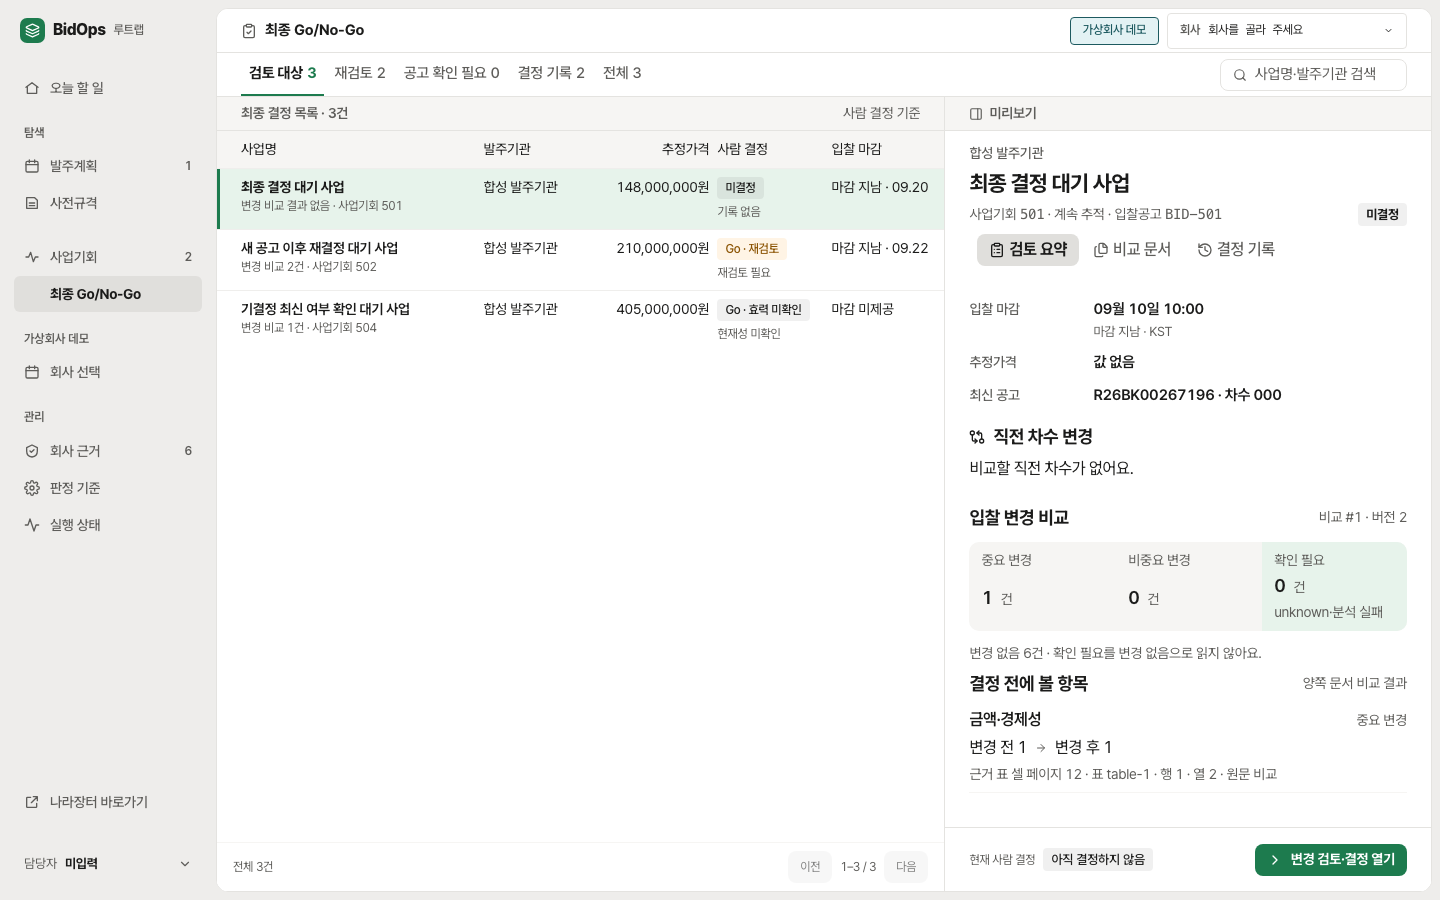 BidOps 루트랩
오늘 할 일
탐색
발주계획 1
사전규격
사업기회 2
최종 Go/No-Go
가상회사 데모
회사 선택
관리
회사 근거 6
판정 기준
실행 상태
나라장터 바로가기
담당자 미입력
최종 Go/No-Go
가상회사 데모
회사 회사를 골라 주세요
검토 대상 3 재검토 2 공고 확인 필요 0 결정 기록 2 전체 3
사업명·발주기관 검색
최종 결정 목록 · 3건 사람 결정 기준
사업명 발주기관 추정가격 사람 결정 입찰 마감
최종 결정 대기 사업 합성 발주기관 148,000,000원 미결정 마감 지남 · 09.20
변경 비교 결과 없음 · 사업기회 501 기록 없음
새 공고 이후 재결정 대기 사업 합성 발주기관 210,000,000원 Go · 재검토 마감 지남 · 09.22
변경 비교 2건 · 사업기회 502 재검토 필요
기결정 최신 여부 확인 대기 사업 합성 발주기관 405,000,000원 Go · 효력 미확인 마감 미제공
변경 비교 1건 · 사업기회 504 현재성 미확인
전체 3건 이전 1–3 / 3 다음
미리보기
합성 발주기관
최종 결정 대기 사업
사업기회 501 · 계속 추적 · 입찰공고 BID-501 미결정
검토 요약 비교 문서 결정 기록
입찰 마감 09월 10일 10:00
마감 지남 · KST
추정가격 값 없음
최신 공고 R26BK00267196 · 차수 000
직전 차수 변경
비교할 직전 차수가 없어요.
입찰 변경 비교 비교 #1 · 버전 2
중요 변경 비중요 변경 확인 필요
1 건 0 건 0 건
unknown·분석 실패
변경 없음 6건 · 확인 필요를 변경 없음으로 읽지 않아요.
결정 전에 볼 항목 양쪽 문서 비교 결과
금액·경제성 중요 변경
변경 전 1 → 변경 후 1
근거 표 셀 페이지 12 · 표 table-1 · 행 1 · 열 2 · 원문 비교
현재 사람 결정 아직 결정하지 않음 변경 검토·결정 열기